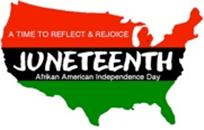 A TIME TO REFLECT & REJOICE
JUNETEENTH
Afrikan American Independence Day